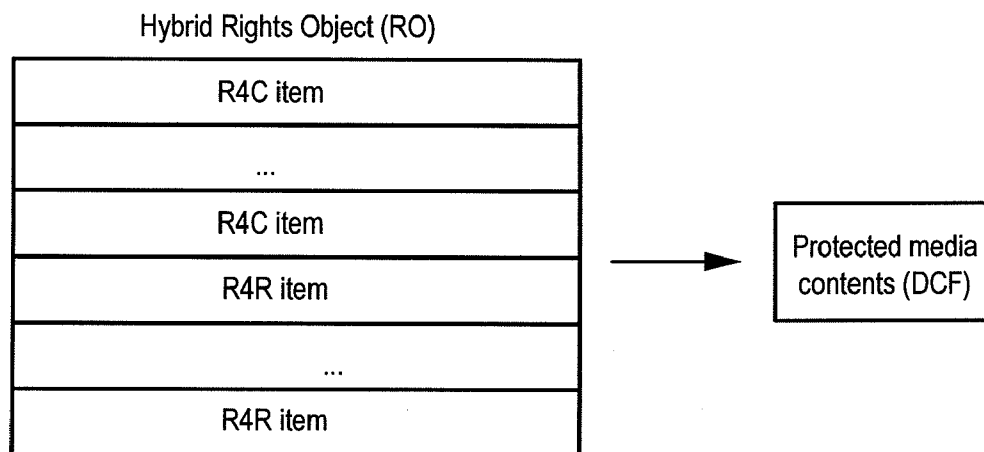 Hybrid Rights Object (RO)
R4C item
...
R4C item
R4R item
...
R4R item
Protected media
contents (DCF)